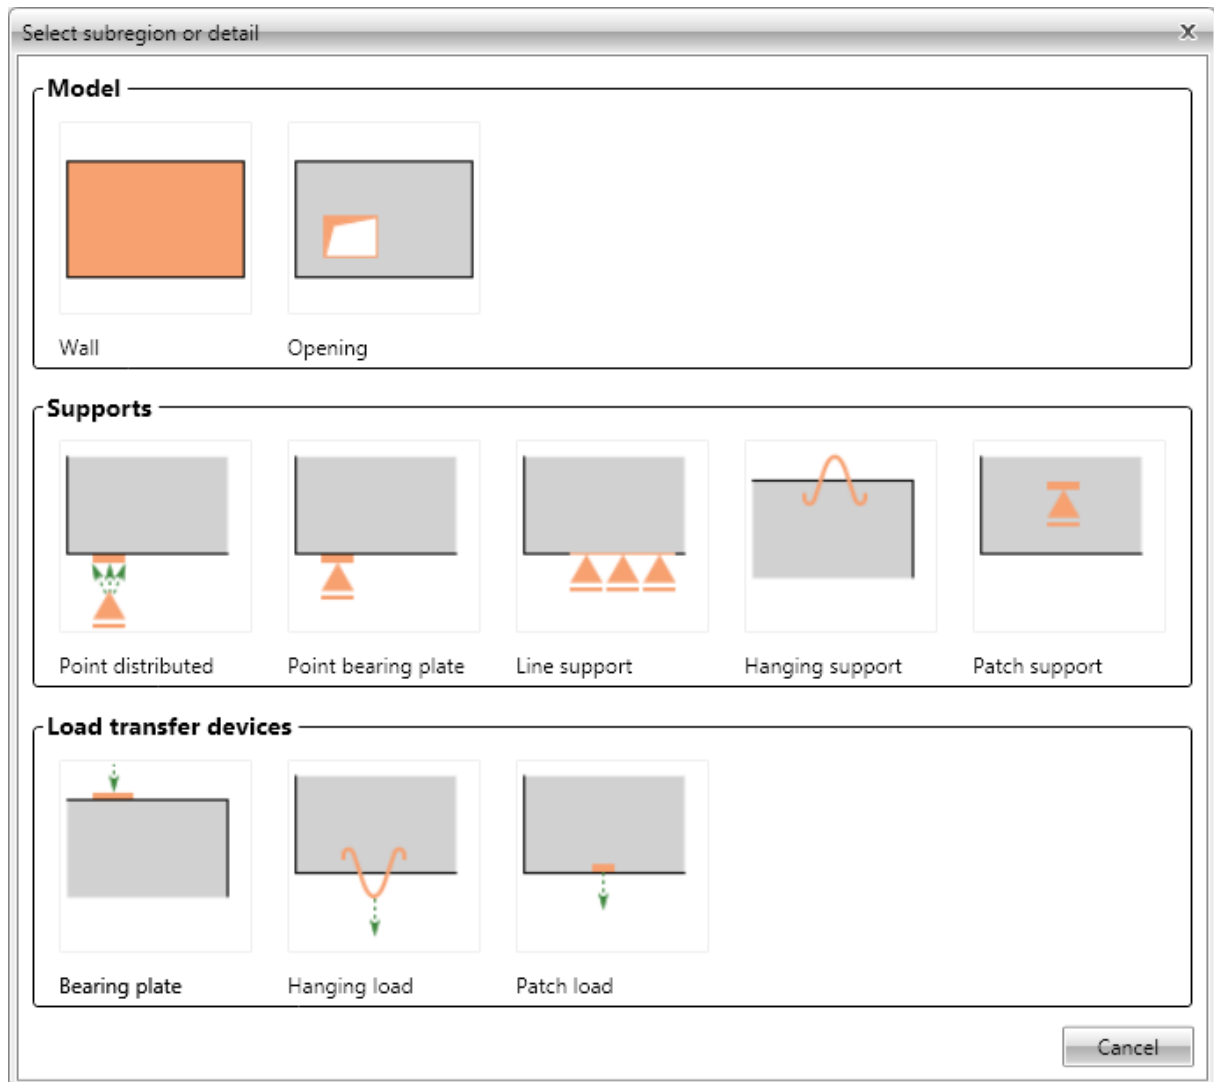 Select subregion or detail
Model
Wall Opening
Supports
Point distributed Point bearing plate Line support Hanging support Patch support
Load transfer devices
Bearing plate Hanging load Patch load
Cancel